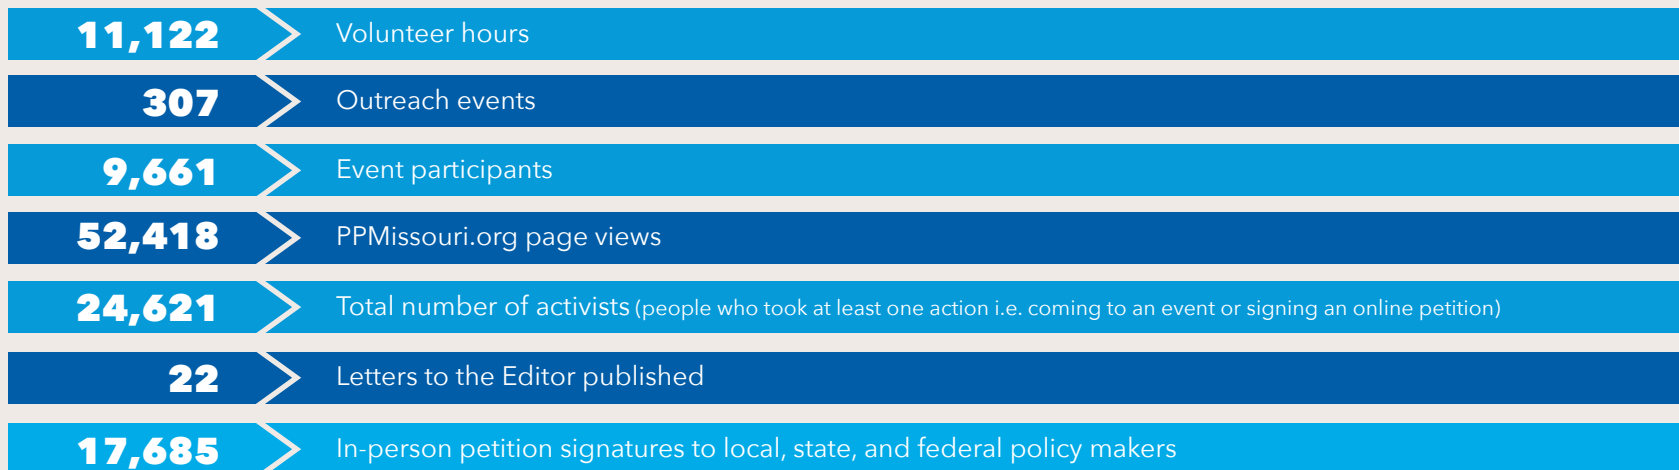 11,122 Volunteer hours
307 Outreach events
9,661 Event participants
52,418 PPMissouri.org page views
24,621 Total number of activists (people who took at least one action i.e. coming to an event or signing an online petition)
22 Letters to the Editor published
17,685 In-person petition signatures to local, state, and federal policy makers